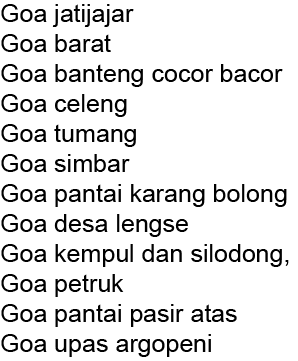 Goa jatijajar
Goa barat
Goa banteng cocor bacor
Goa celeng
Goa tumang
Goa simbar
Goa pantai karang bolong
Goa desa lengse
Goa kempul dan silodong,
Goa petruk
Goa pantai pasir atas
Goa upas argopeni